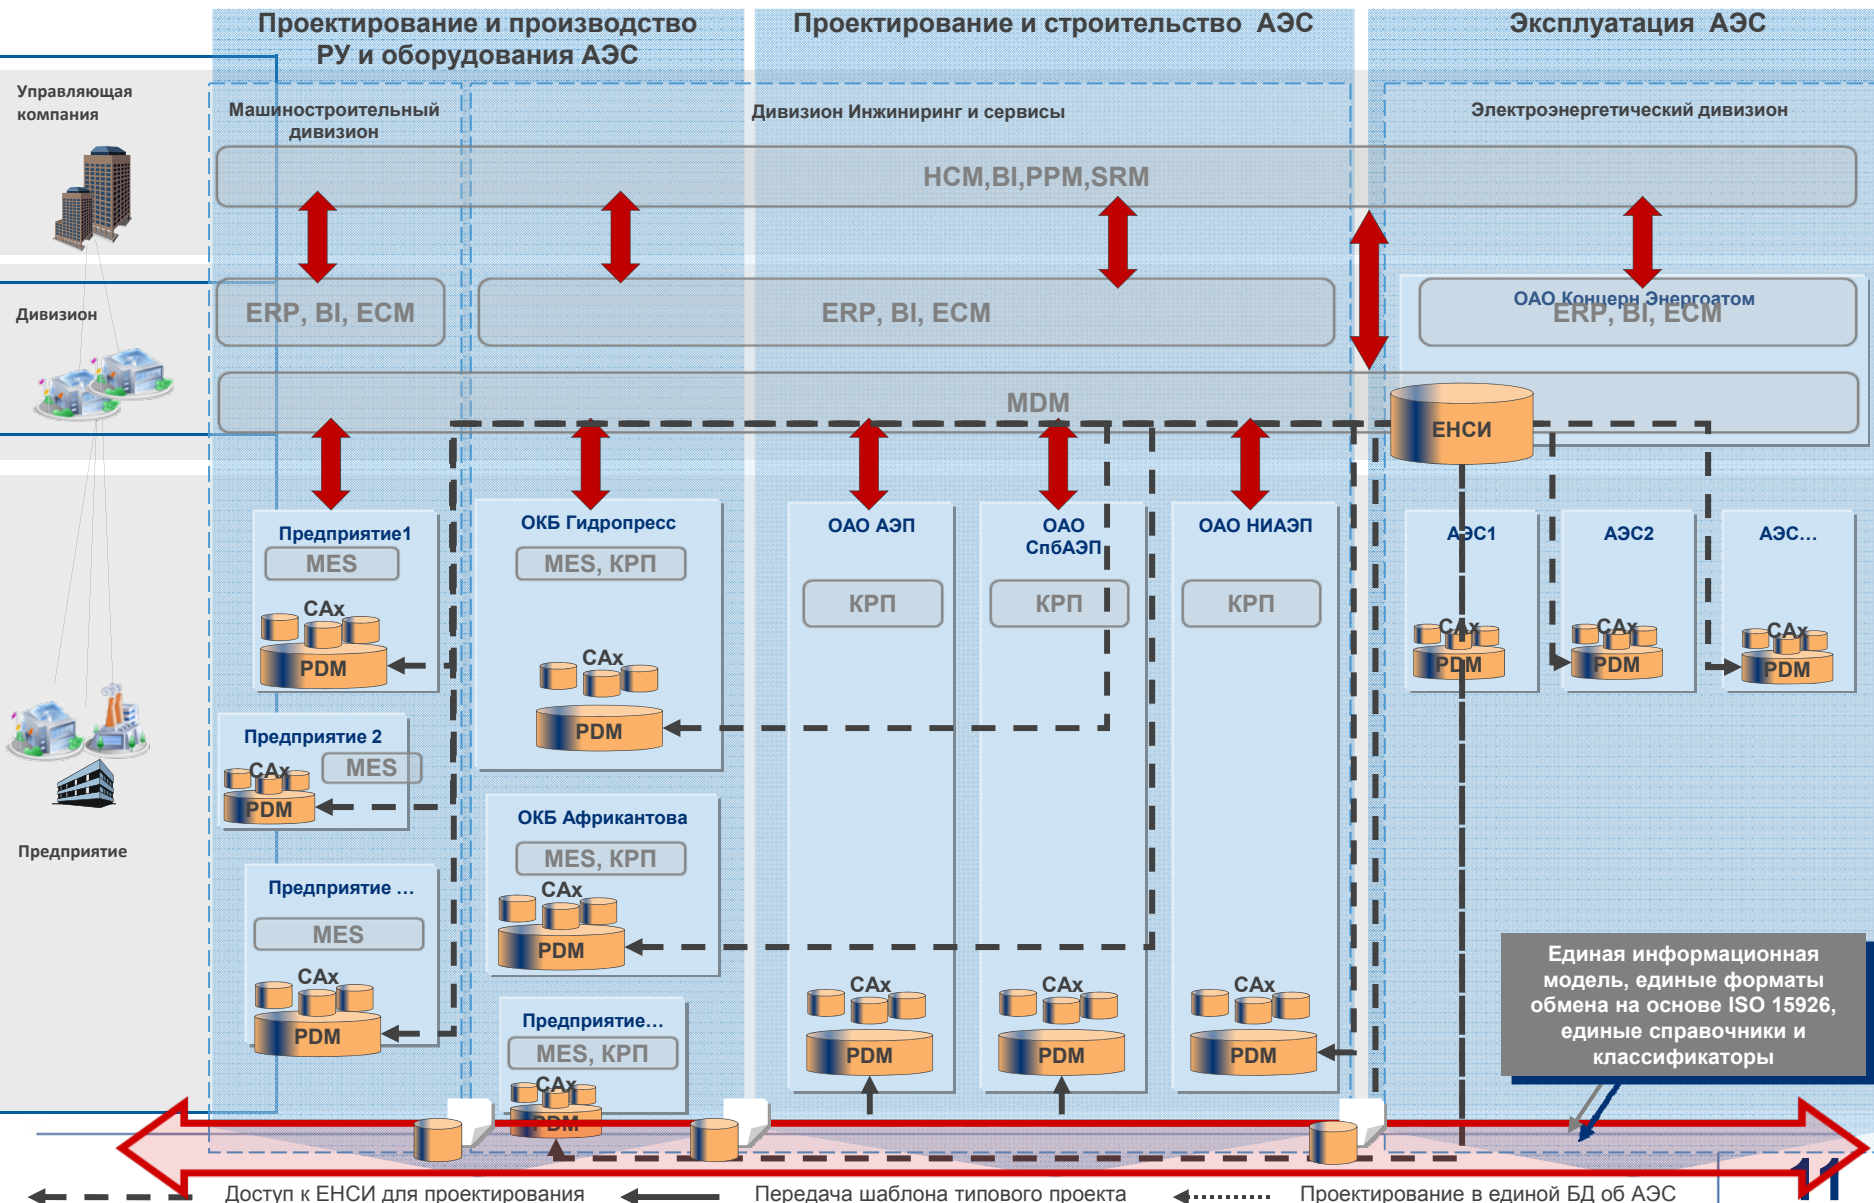 Проектирование и производство
РУ и оборудования АЭС
Проектирование и строительство АЭС
Эксплуатация АЭС
Управляющая
компания
Машиностроительный
дивизион
Дивизион Инжиниринг и сервисы
Электроэнергетический дивизион
HCM,BI,PPM,SRM
Дивизион
ERP, BI, ECM
ERP, BI, ECM
ОАО Концерн Энергоатом
ERP, BI, ECM
MDM
ЕНСИ
Предприятие1
MES
CAx
PDM
ОКБ Гидропресс
MES, КРП
CAx
PDM
ОАО АЭП
КРП
CAx
PDM
ОАО
СпбАЭП
КРП
CAx
PDM
ОАО НИАЭП
КРП
CAx
PDM
АЭС1
CAx
PDM
АЭС2
CAx
PDM
АЭС...
CAx
PDM
Предприятие 2
MES
CAx
PDM
Предприятие
ОКБ Африкантова
MES, КРП
CAx
PDM
Предприятие ...
MES
CAx
PDM
Предприятие...
MES, КРП
CAx
PDM
Единая информационная
модель, единые форматы
обмена на основе ISO 15926,
единые справочники и
классификаторы
Доступ к ЕНСИ для проектирования
Передача шаблона типового проекта
Проектирование в единой БД об АЭС
11